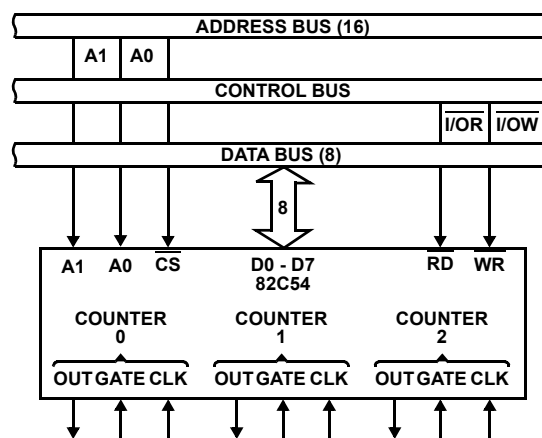 ADDRESS BUS (16)
A1 A0
CONTROL BUS
I/OR I/OW
DATA BUS (8)
8
A1 A0 CS D0 - D7 RD WR
82C54
COUNTER COUNTER COUNTER
0 1 2
OUT GATE CLK OUT GATE CLK OUT GATE CLK